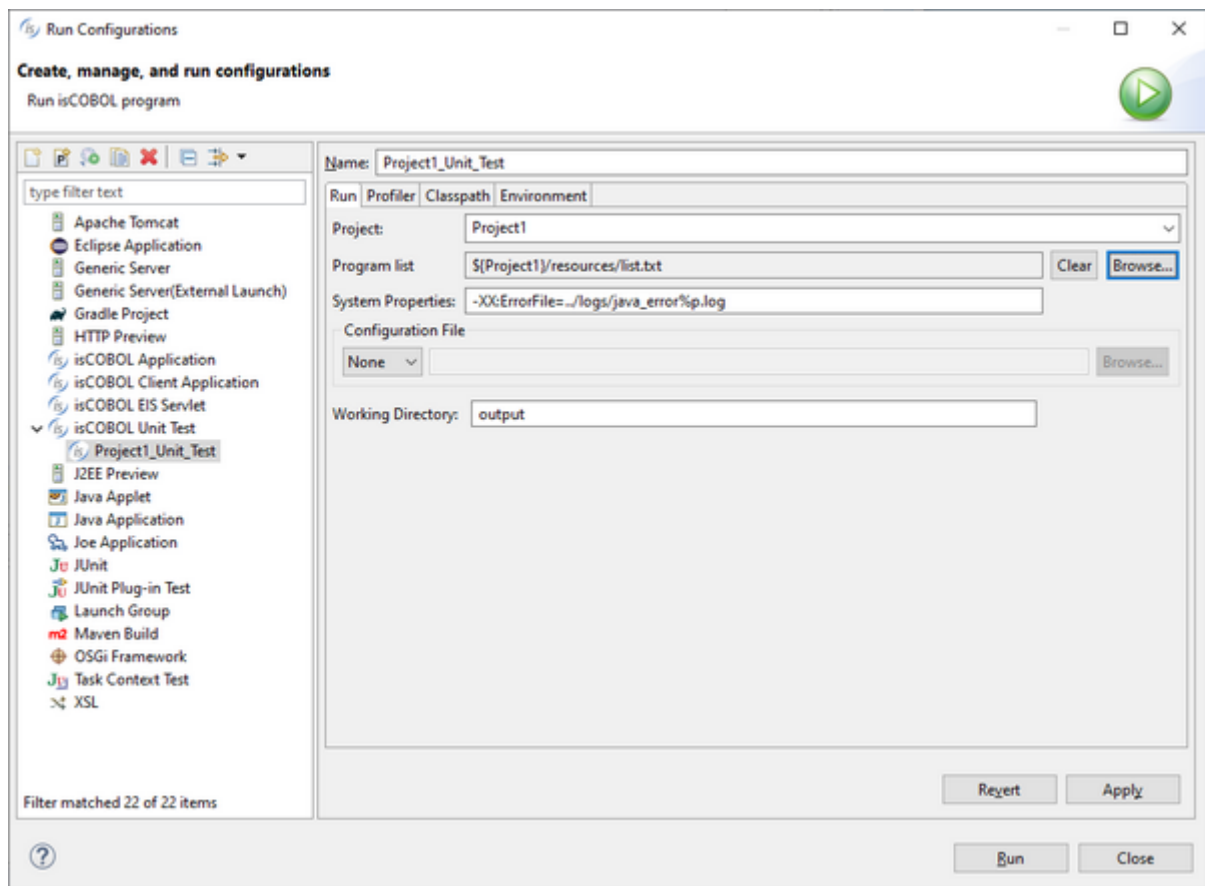 Run Configurations
Create, manage, and run configurations
Run isCOBOL program
type filter text
Apache Tomcat
Eclipse Application
Generic Server
Generic Server(External Launch)
Gradle Project
HTTP Preview
isCOBOL Application
isCOBOL Client Application
isCOBOL EIS Servlet
isCOBOL Unit Test
Project1_Unit_Test
J2EE Preview
Java Applet
Java Application
Joe Application
JUnit
JUnit Plug-in Test
Launch Group
m2 Maven Build
OSGi Framework
Task Context Test
XSL
Filter matched 22 of 22 items
Name: Project1_Unit_Test
Run Profiler Classpath Environment
Project: Project1
Program list ${Project1}/resources/list.txt Clear Browse...
System Properties: -XX:ErrorFile=../logs/java_error%p.log
Configuration File
None Browse...
Working Directory: output
Revert Apply
Run Close